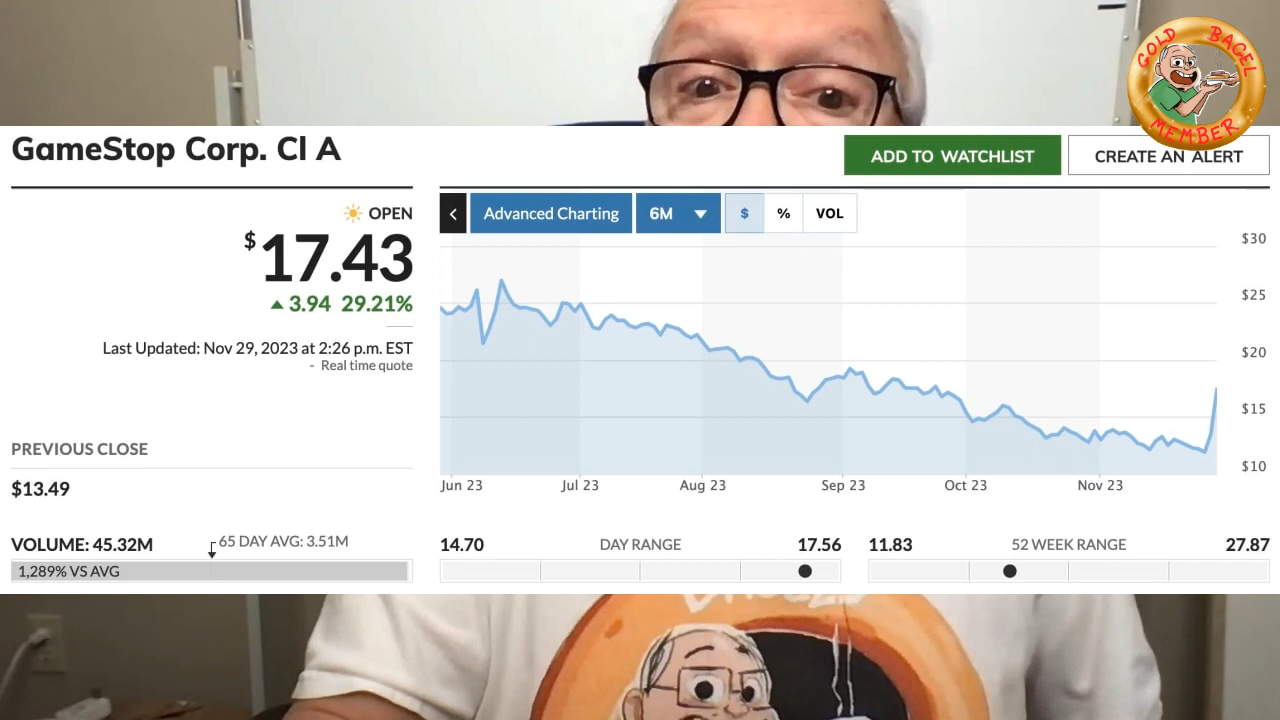 GOLD BAGEL
MEMBER
GameStop Corp. Cl A
ADD TO WATCHLIST
CREATE AN ALERT
OPEN
$17.43
3.94 29.21%
Last Updated: Nov 29, 2023 at 2:26 p.m. EST
- Real time quote
PREVIOUS CLOSE
$13.49
VOLUME: 45.32M
65 DAY AVG: 3.51M
1,289% VS AVG
Advanced Charting
6M
$
%
VOL
$30
$25
$20
$15
$10
Jun 23
Jul 23
Aug 23
Sep 23
Oct 23
Nov 23
14.70
DAY RANGE
17.56
11.83
52 WEEK RANGE
27.87